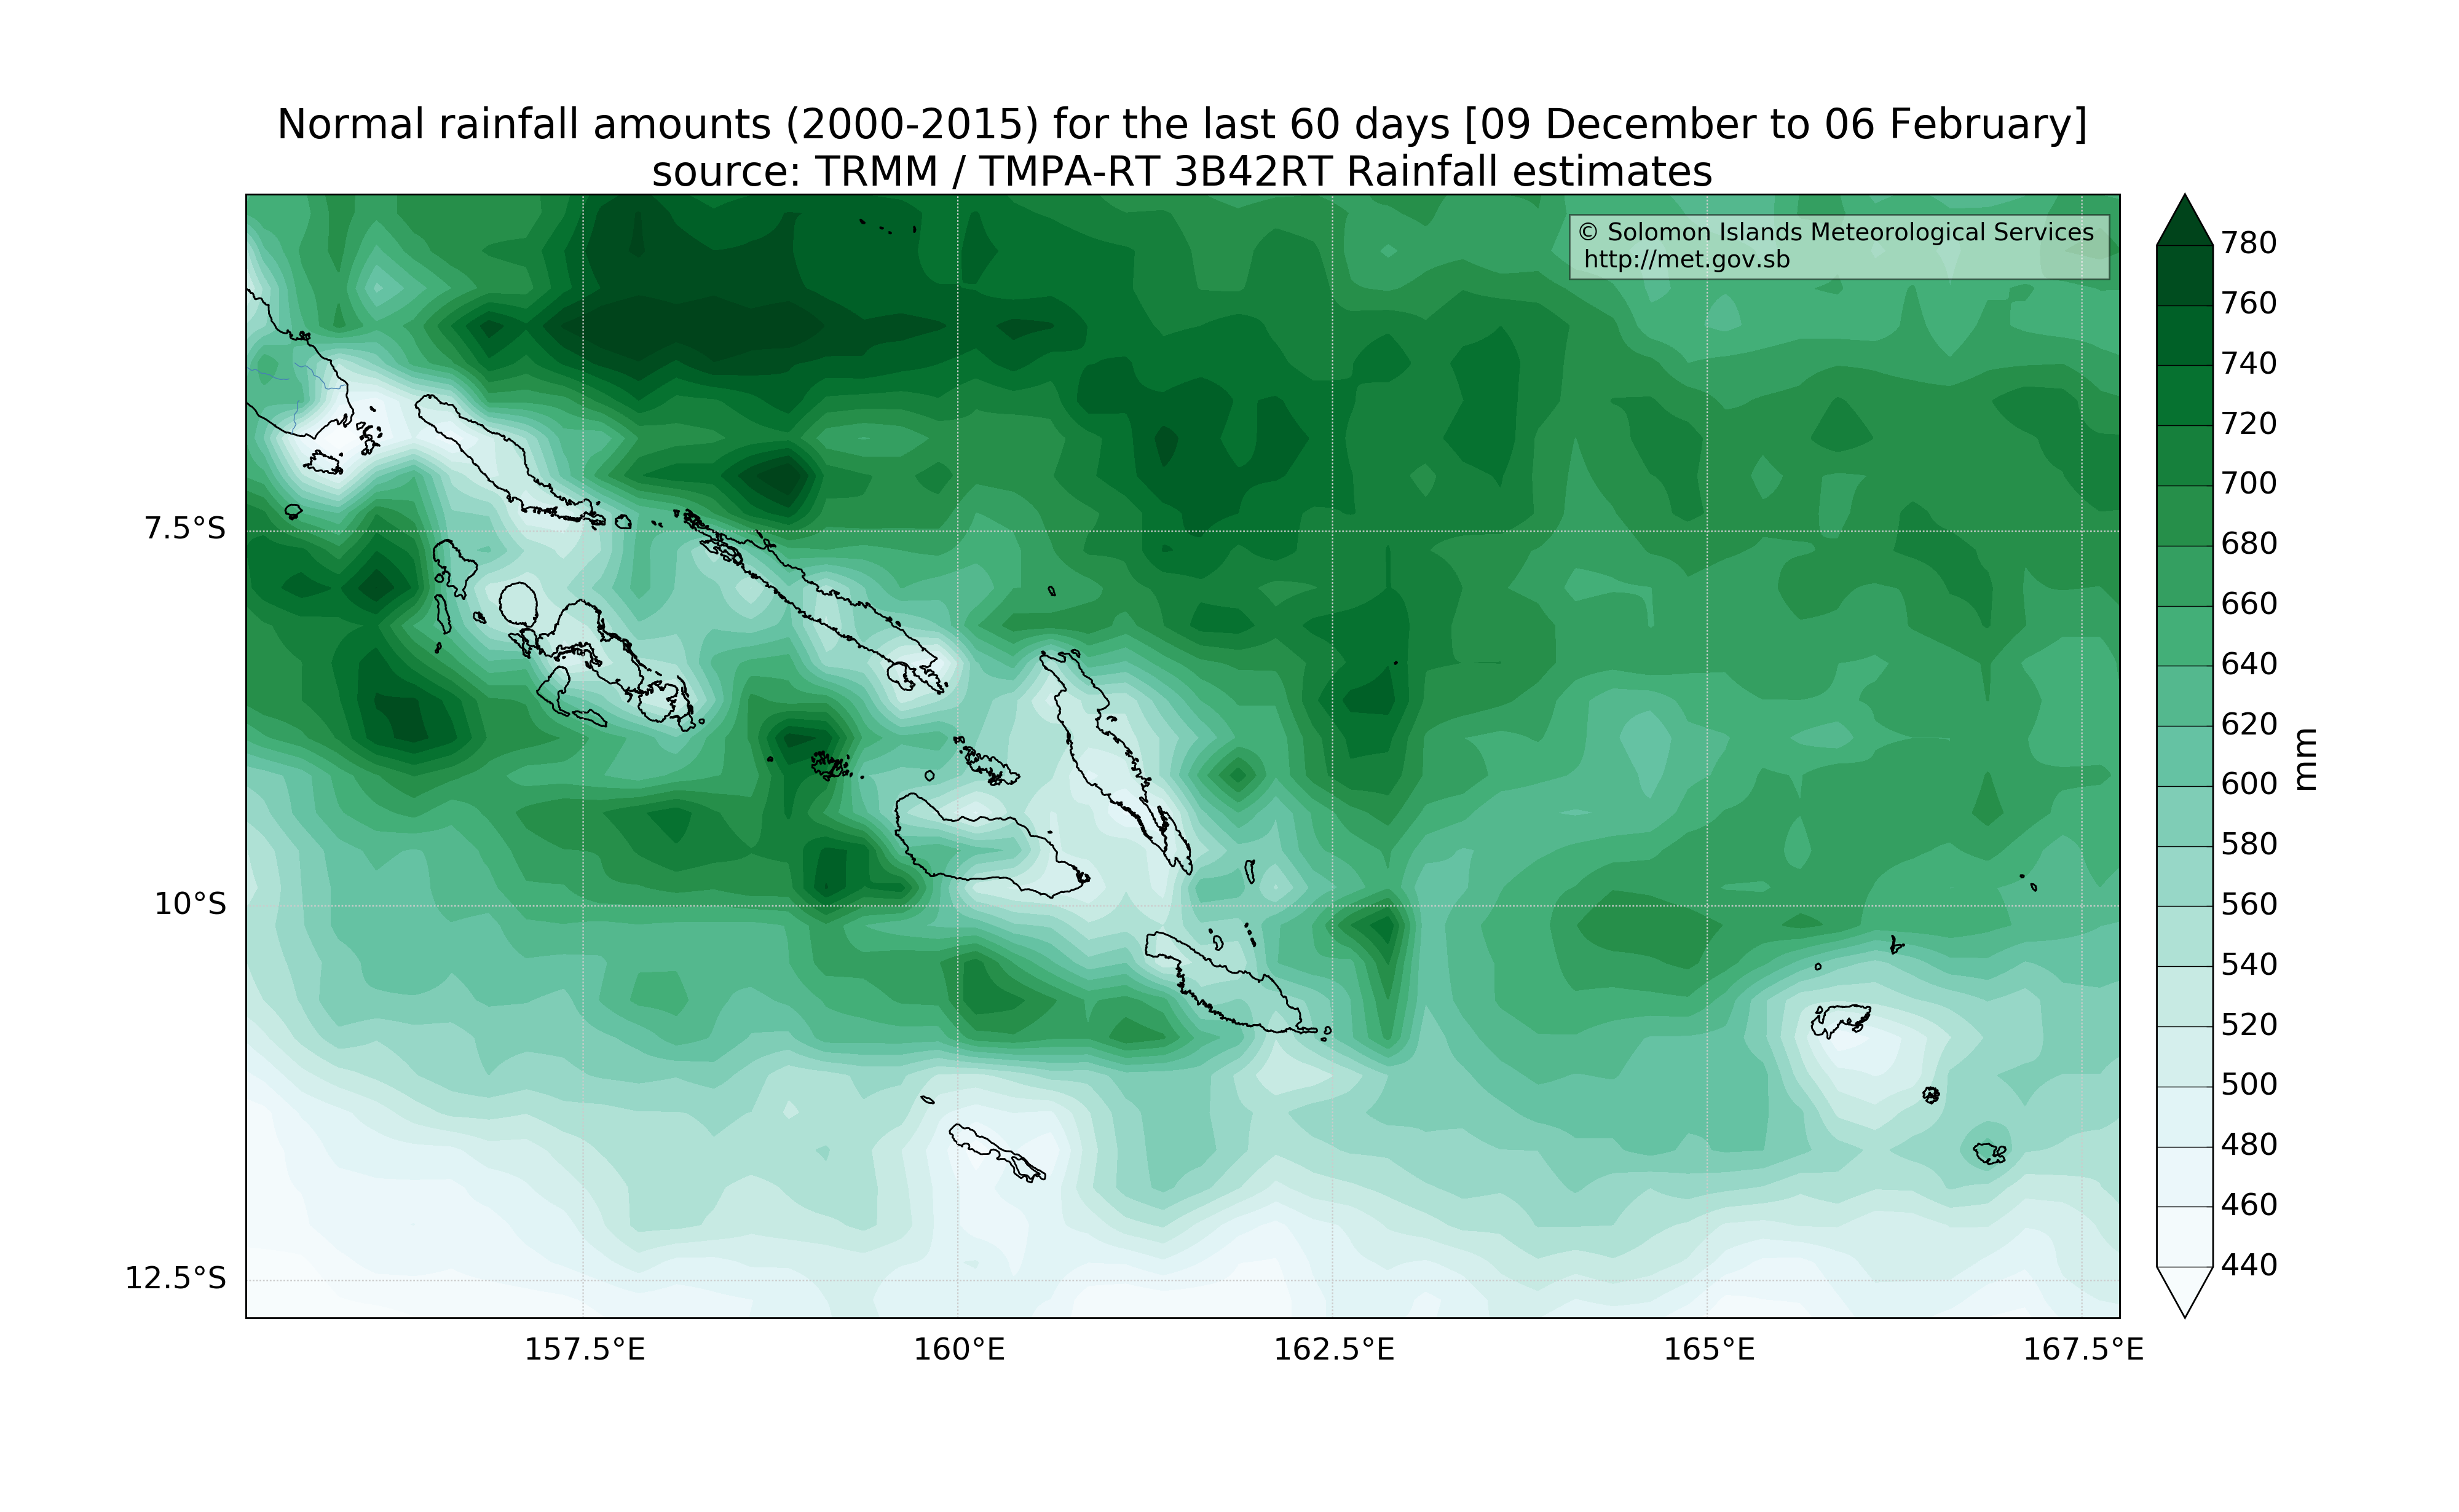 Normal rainfall amounts (2000-2015) for the last 60 days [09 December to 06 February]
source: TRMM / TMPA-RT 3B42RT Rainfall estimates
© Solomon Islands Meteorological Services
http://met.gov.sb
7.5°S
10°S
12.5°S
157.5°E
160°E
162.5°E
165°E
167.5°E
780
760
740
720
700
680
660
640
620
600
580
560
540
520
500
480
460
440
mm